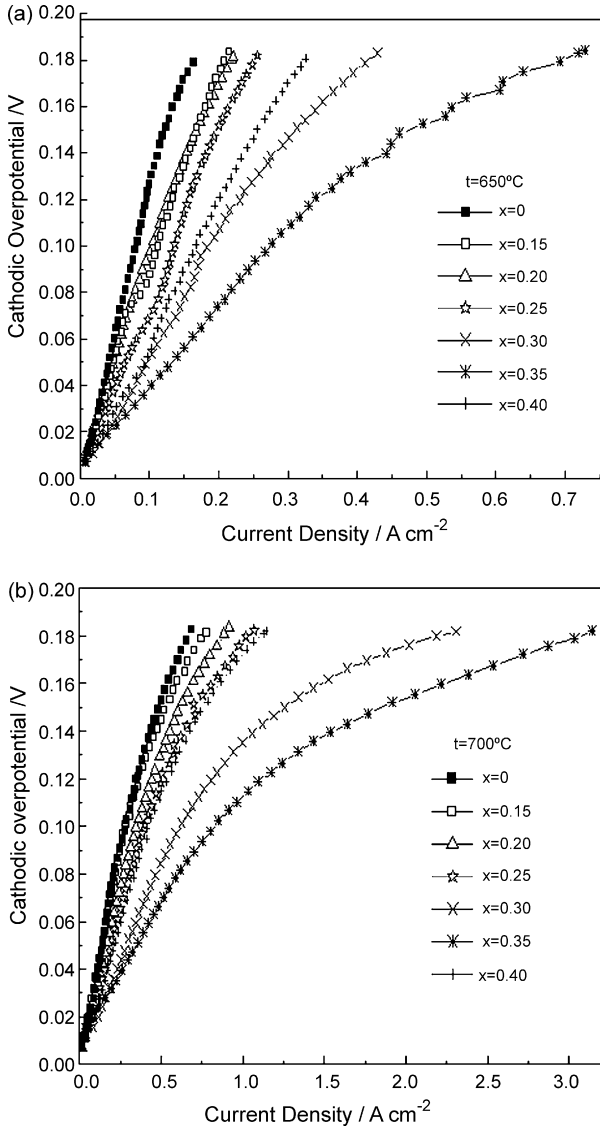 (a)
0.20
0.18
0.16
0.14
0.12
0.10
0.08
0.06
0.04
0.02
0.00
Cathodic Overpotential /V
t=650ºC
x=0
x=0.15
x=0.20
x=0.25
x=0.30
x=0.35
x=0.40
0.0 0.1 0.2 0.3 0.4 0.5 0.6 0.7
Current Density / A cm-2
(b)
0.20
0.18
0.16
0.14
0.12
0.10
0.08
0.06
0.04
0.02
0.00
Cathodic overpotential /V
t=700ºC
x=0
x=0.15
x=0.20
x=0.25
x=0.30
x=0.35
x=0.40
0.0 0.5 1.0 1.5 2.0 2.5 3.0
Current Density / A cm-2